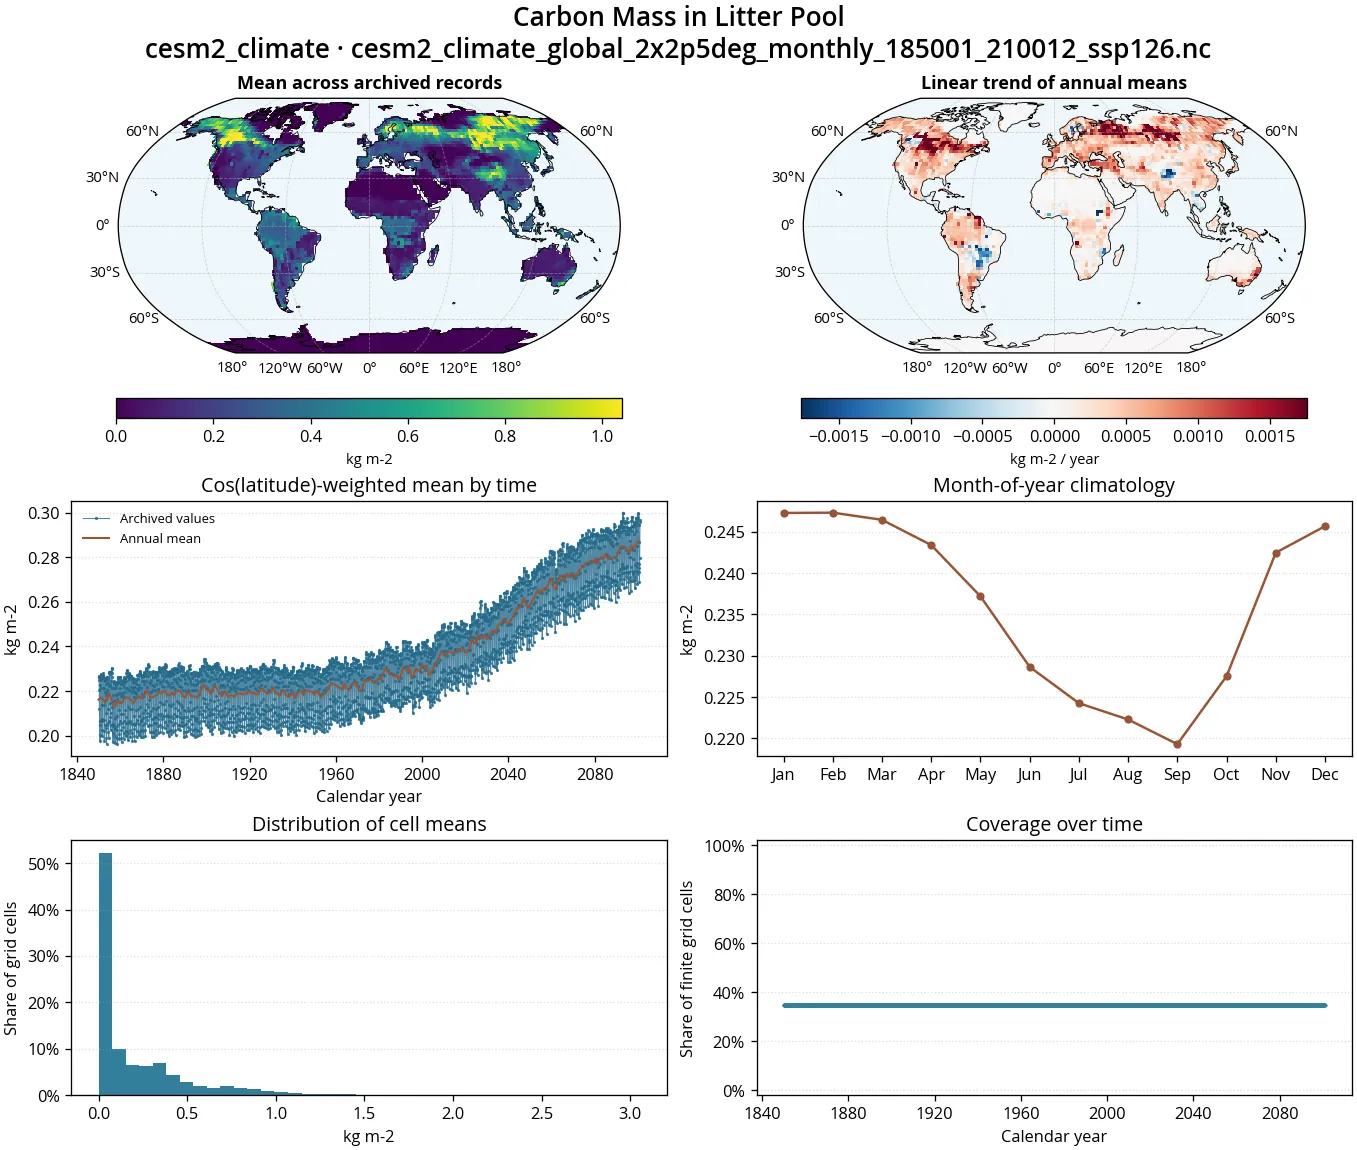 Carbon Mass in Litter Pool
cesm2_climate · cesm2_climate_global_2x2p5deg_monthly_185001_210012_ssp126.nc
Mean across archived records
60°N 60°N
30°N
0°
30°S
60°S 60°S
180° 120°W 60°W 0° 60°E 120°E 180°
0.0 0.2 0.4 0.6 0.8 1.0
kg m-2
Linear trend of annual means
60°N 60°N
30°N
0°
30°S
60°S 60°S
180° 120°W 60°W 0° 60°E 120°E 180°
−0.0015 −0.0010 −0.0005 0.0000 0.0005 0.0010 0.0015
kg m-2 / year
Cos(latitude)-weighted mean by time
Archived values
Annual mean
kg m-2
0.30
0.28
0.26
0.24
0.22
0.20
1840 1880 1920 1960 2000 2040 2080
Calendar year
Month-of-year climatology
kg m-2
0.245
0.240
0.235
0.230
0.225
0.220
Jan Feb Mar Apr May Jun Jul Aug Sep Oct Nov Dec
Distribution of cell means
Share of grid cells
50%
40%
30%
20%
10%
0%
0.0 0.5 1.0 1.5 2.0 2.5 3.0
kg m-2
Coverage over time
Share of finite grid cells
100%
80%
60%
40%
20%
0%
1840 1880 1920 1960 2000 2040 2080
Calendar year